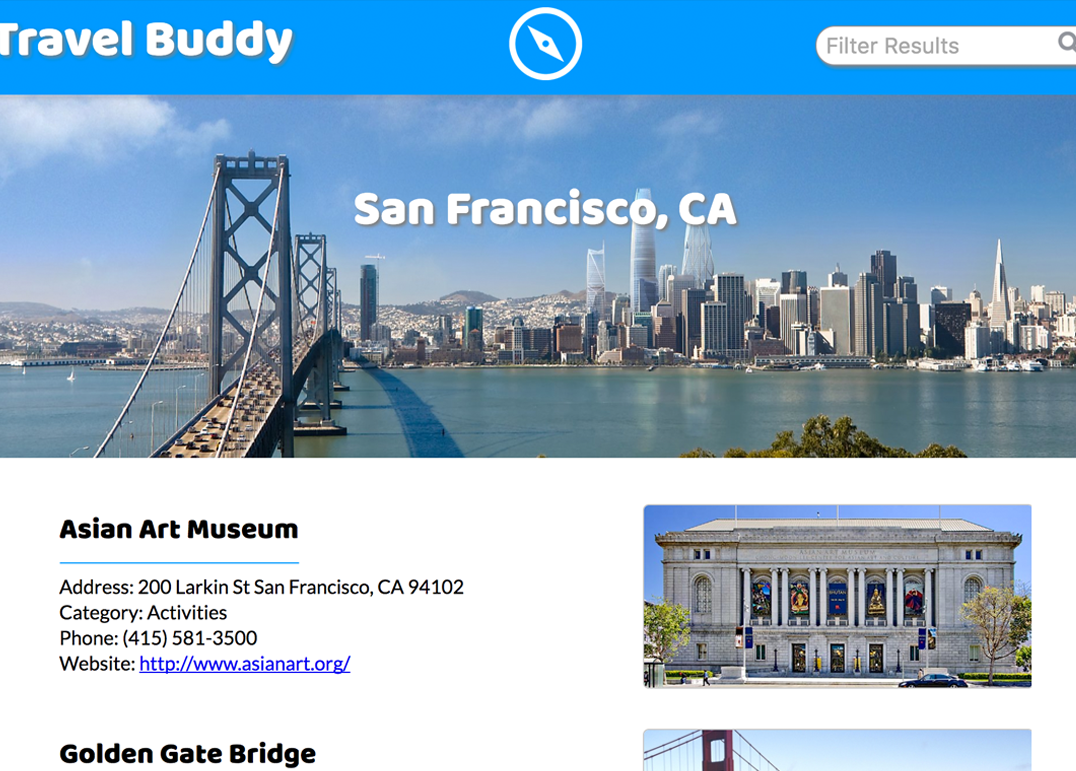 Travel Buddy
Filter Results
San Francisco, CA
Asian Art Museum
Address: 200 Larkin St San Francisco, CA 94102
Category: Activities
Phone: (415) 581-3500
Website: http://www.asianart.org/
ASIAN ART MUSEUM
Golden Gate Bridge